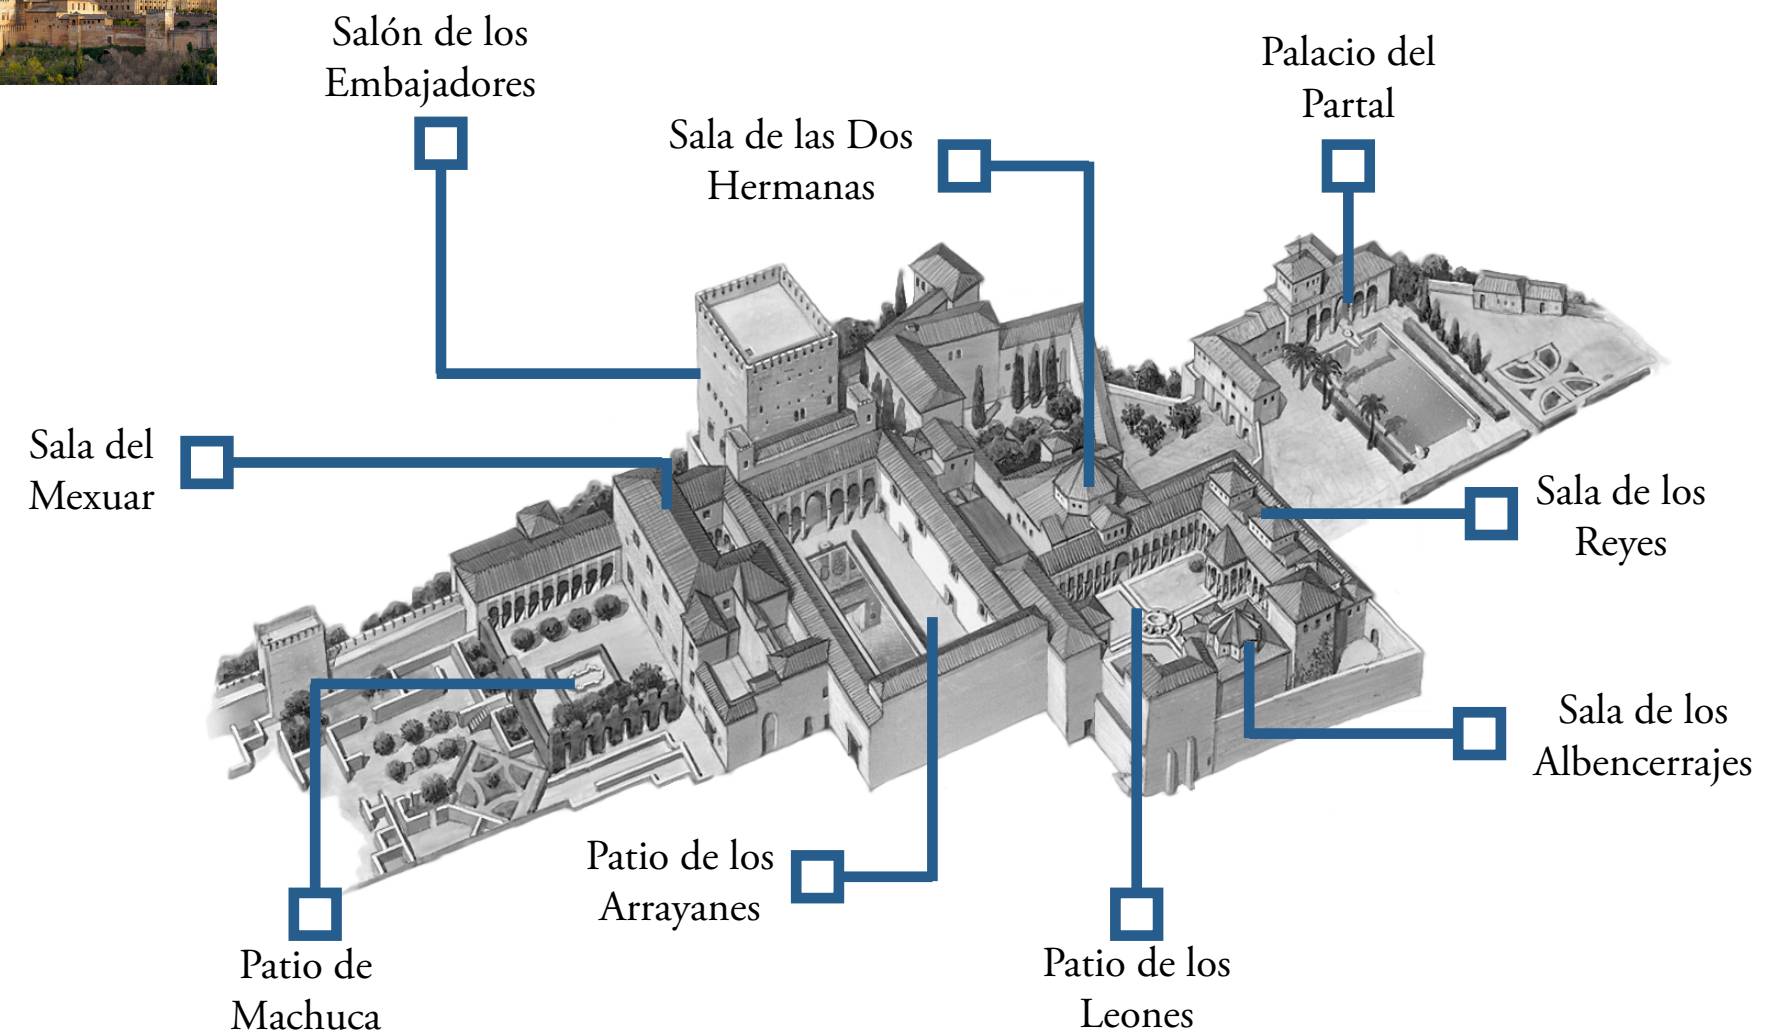 Salón de los
Embajadores
Palacio del
Partal
Sala de las Dos
Hermanas
Sala del
Mexuar
Sala de los
Reyes
Sala de los
Albencerrajes
Patio de los
Arrayanes
Patio de
Machuca
Patio de los
Leones